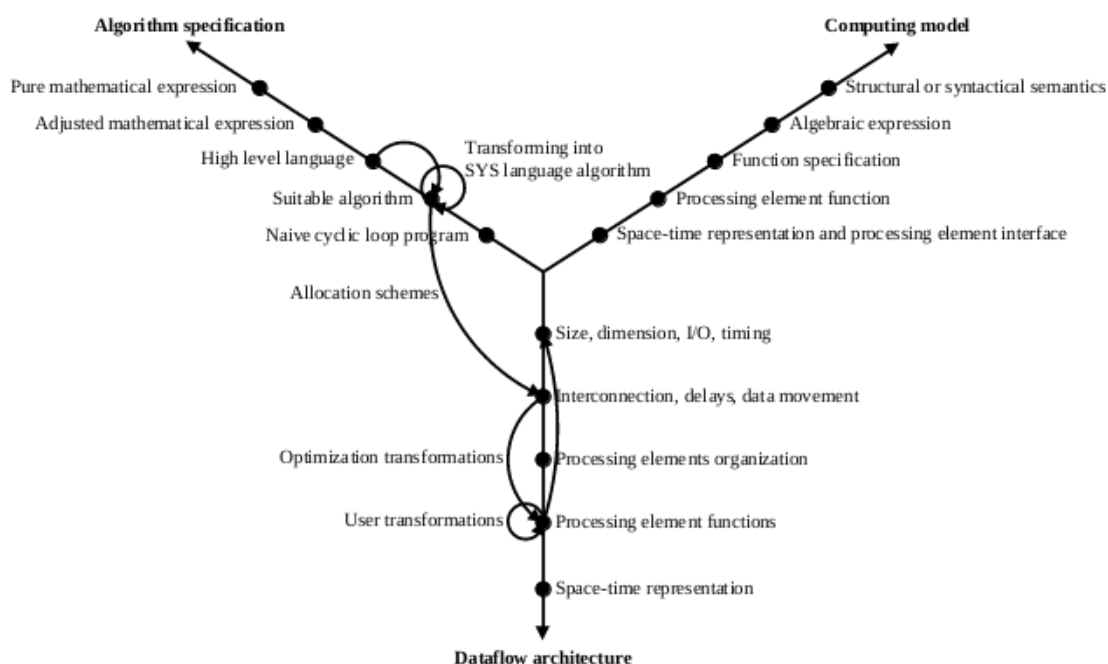 Algorithm specification
Computing model
Pure mathematical expression
Structural or syntactical semantics
Adjusted mathematical expression
Algebraic expression
High level language
Transforming into
SYS language algorithm
Function specification
Suitable algorithm
Processing element function
Naive cyclic loop program
Space-time representation and processing element interface
Allocation schemes
Size, dimension, I/O, timing
Interconnection, delays, data movement
Optimization transformations
Processing elements organization
User transformations
Processing element functions
Space-time representation
Dataflow architecture